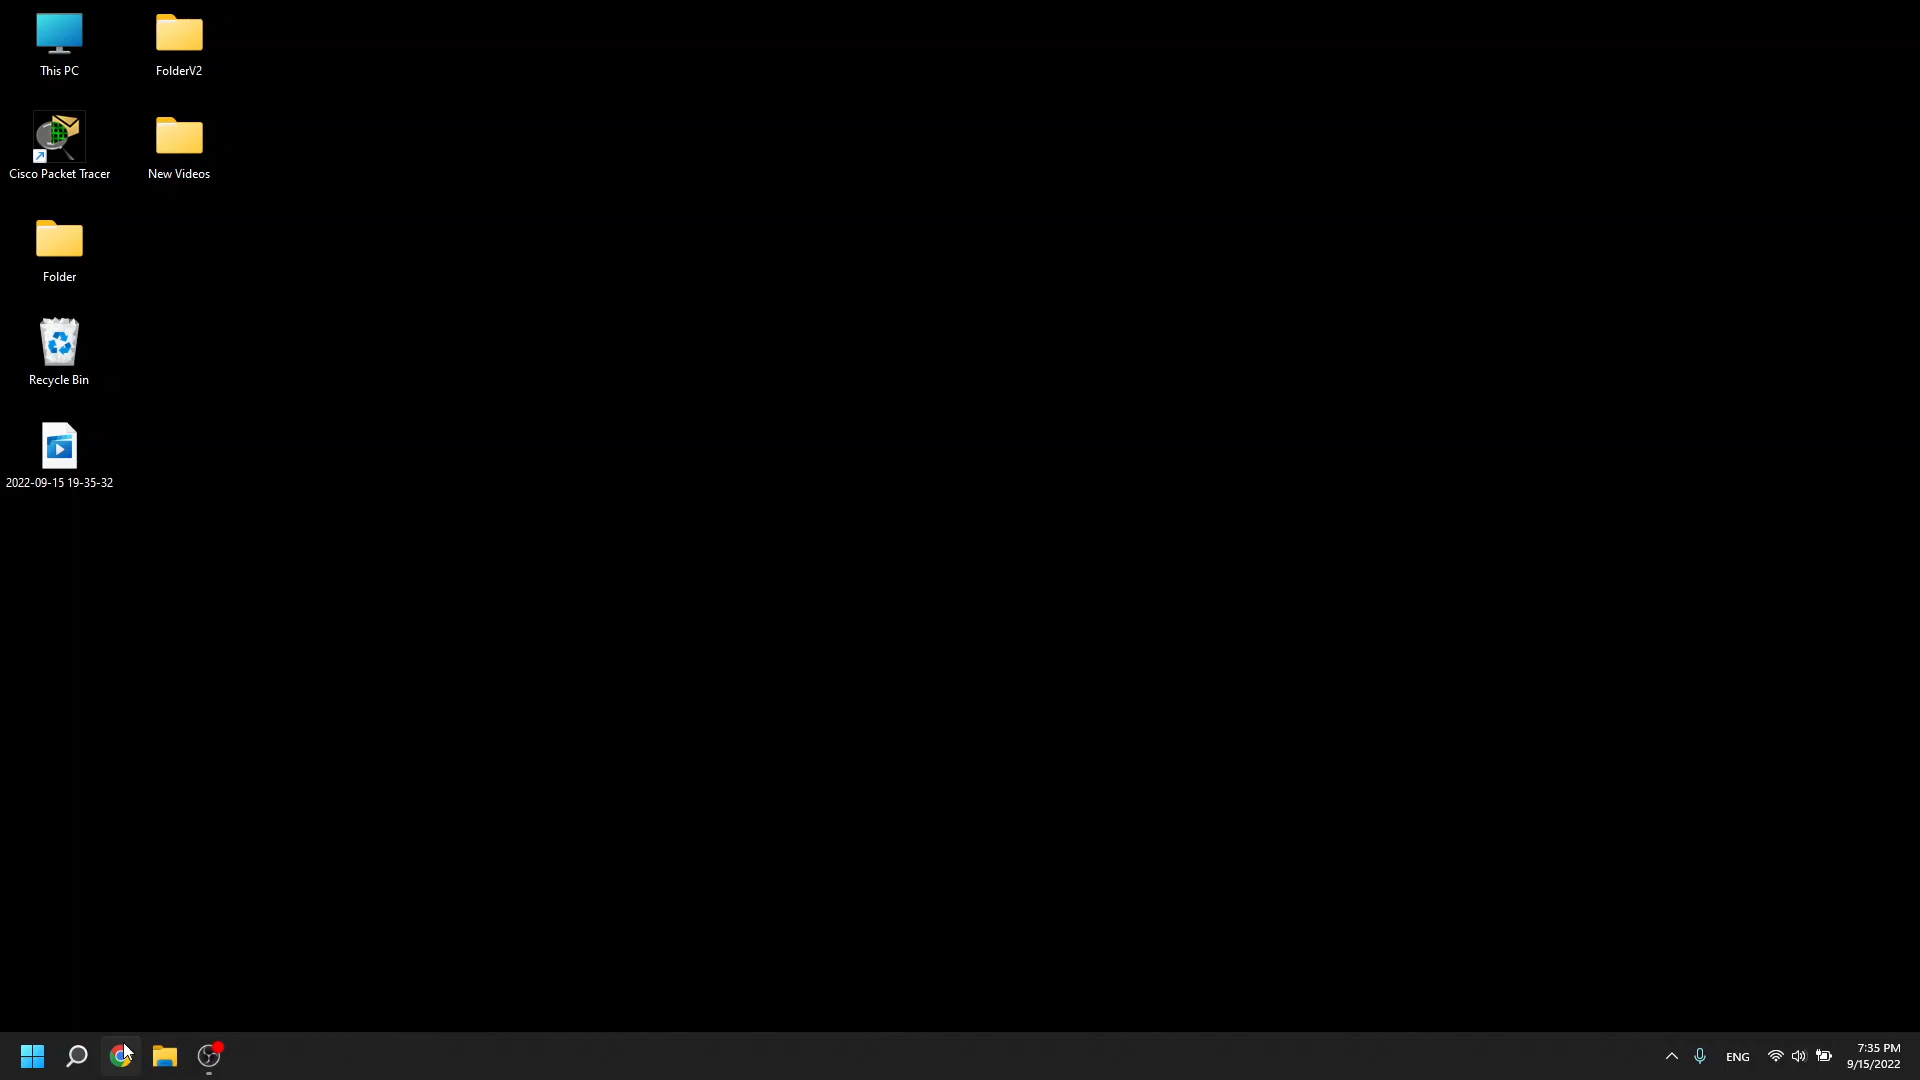 This PC
FolderV2
Cisco Packet Tracer
New Videos
Folder
Recycle Bin
2022-09-15 19-35-32
ENG
7:35 PM
9/15/2022